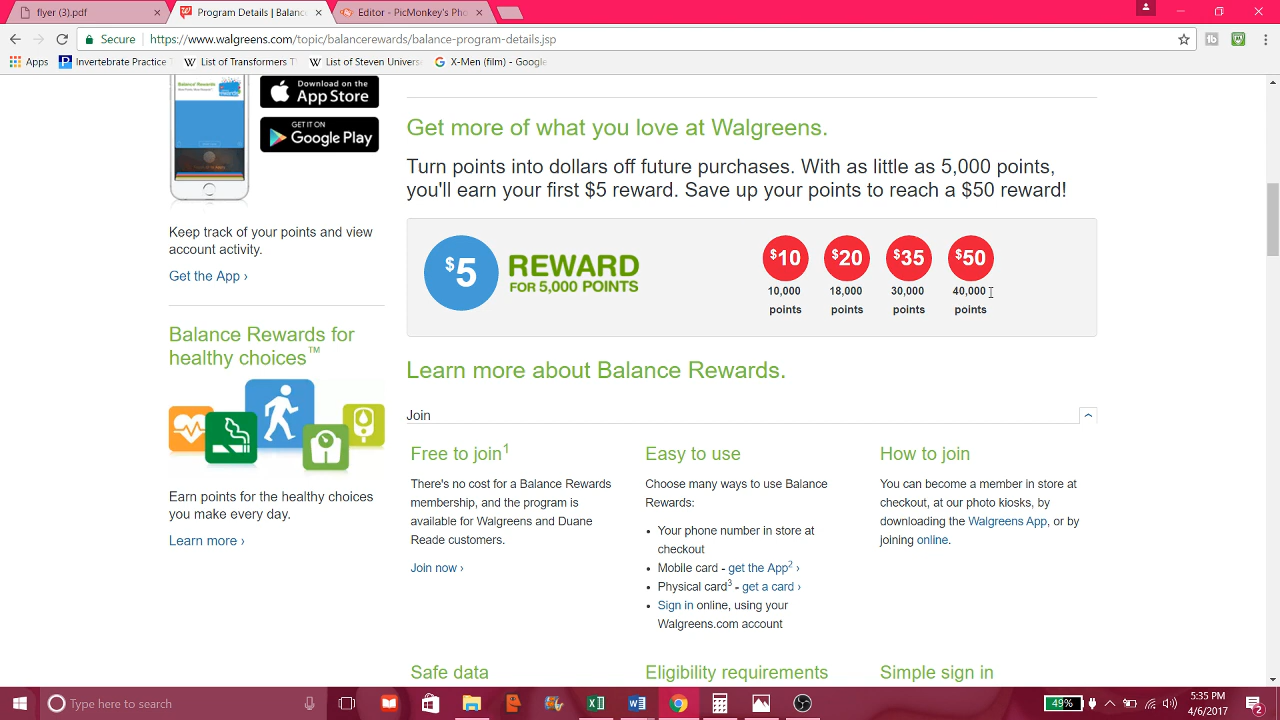 flyer (3).pdf
Program Details | Balanc
Editor - PicMonkey's Pho
Secure
https://www.walgreens.com/topic/balancerewards/balance-program-details.jsp
Apps
Invertebrate Practice
List of Transformers T
List of Steven Univers
X-Men (film) - Google
Download on the
App Store
GET IT ON
Google Play
Keep track of your points and view
account activity.
Get the App ›
Balance Rewards for
healthy choices™
Earn points for the healthy choices
you make every day.
Learn more ›
Get more of what you love at Walgreens.
Turn points into dollars off future purchases. With as little as 5,000 points,
you'll earn your first $5 reward. Save up your points to reach a $50 reward!
$5
REWARD
FOR 5,000 POINTS
$10
10,000
points
$20
18,000
points
$35
30,000
points
$50
40,000
points
Learn more about Balance Rewards.
Join
Free to join1
There's no cost for a Balance Rewards
membership, and the program is
available for Walgreens and Duane
Reade customers.
Join now ›
Easy to use
Choose many ways to use Balance
Rewards:
• Your phone number in store at
checkout
• Mobile card - get the App2 ›
• Physical card3 - get a card ›
• Sign in online, using your
Walgreens.com account
How to join
You can become a member in store at
checkout, at our photo kiosks, by
downloading the Walgreens App, or by
joining online.
Safe data
Eligibility requirements
Simple sign in
Type here to search
49%
5:35 PM
4/6/2017
2